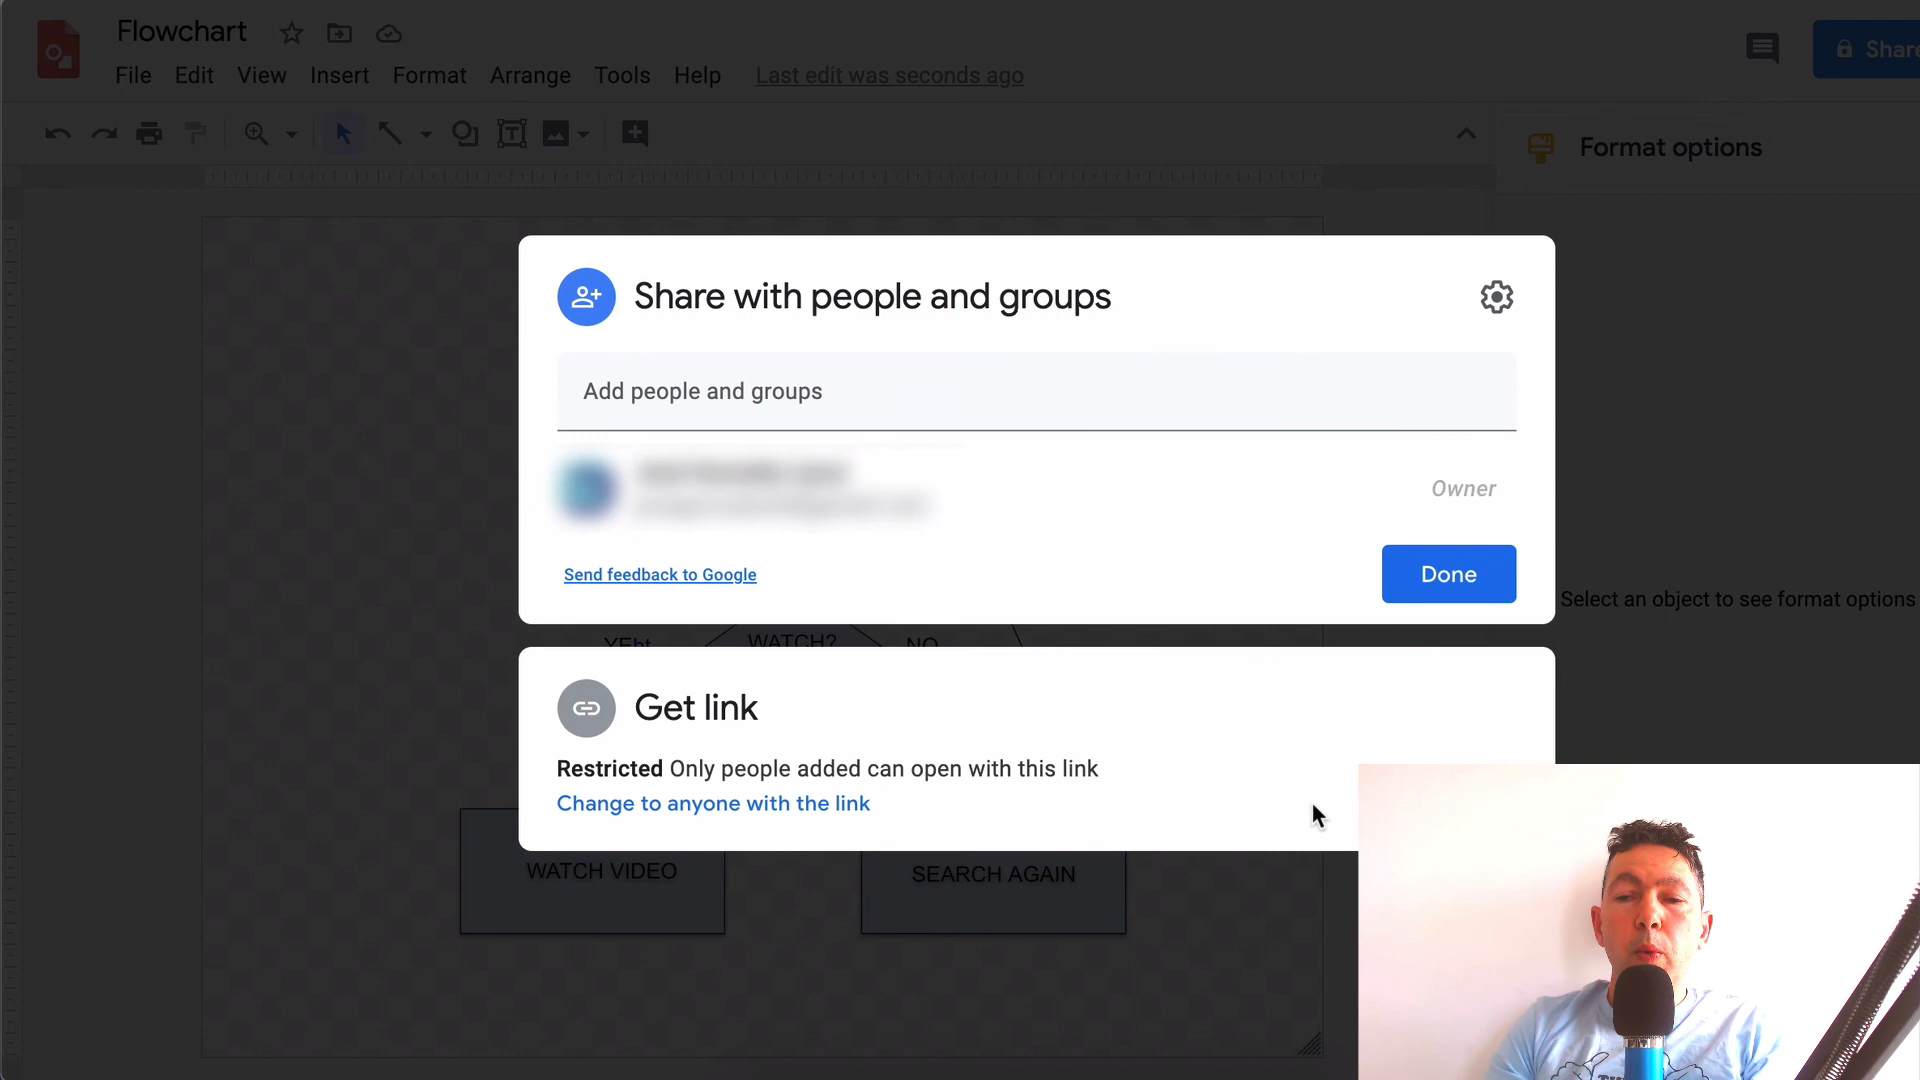 Flowchart
Share
File Edit View Insert Format Arrange Tools Help Last edit was seconds ago
Format options
Share with people and groups
Add people and groups
Owner
Send feedback to Google
Done
Select an object to see format options
WATCH?
NO
Get link
Restricted Only people added can open with this link
Change to anyone with the link
WATCH VIDEO
SEARCH AGAIN